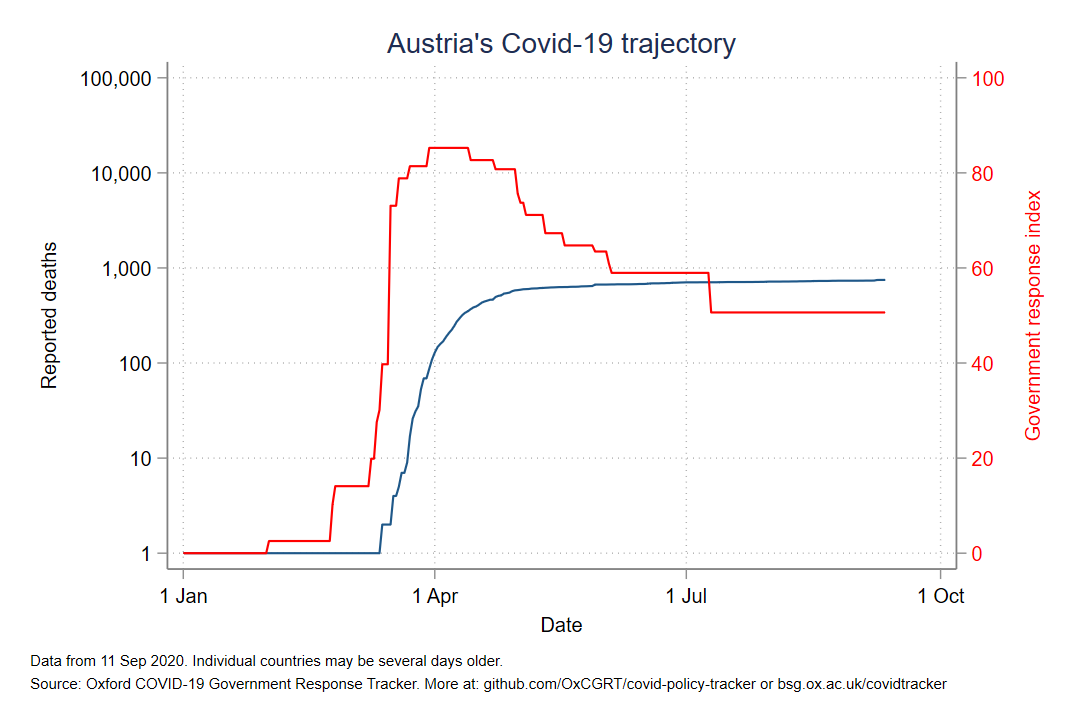 Austria's Covid-19 trajectory
100,000
10,000
1,000
100
10
1
Reported deaths
100
80
60
40
20
0
Government response index
1 Jan
1 Apr
1 Jul
1 Oct
Date
Data from 11 Sep 2020. Individual countries may be several days older.
Source: Oxford COVID-19 Government Response Tracker. More at: github.com/OxCGRT/covid-policy-tracker or bsg.ox.ac.uk/covidtracker